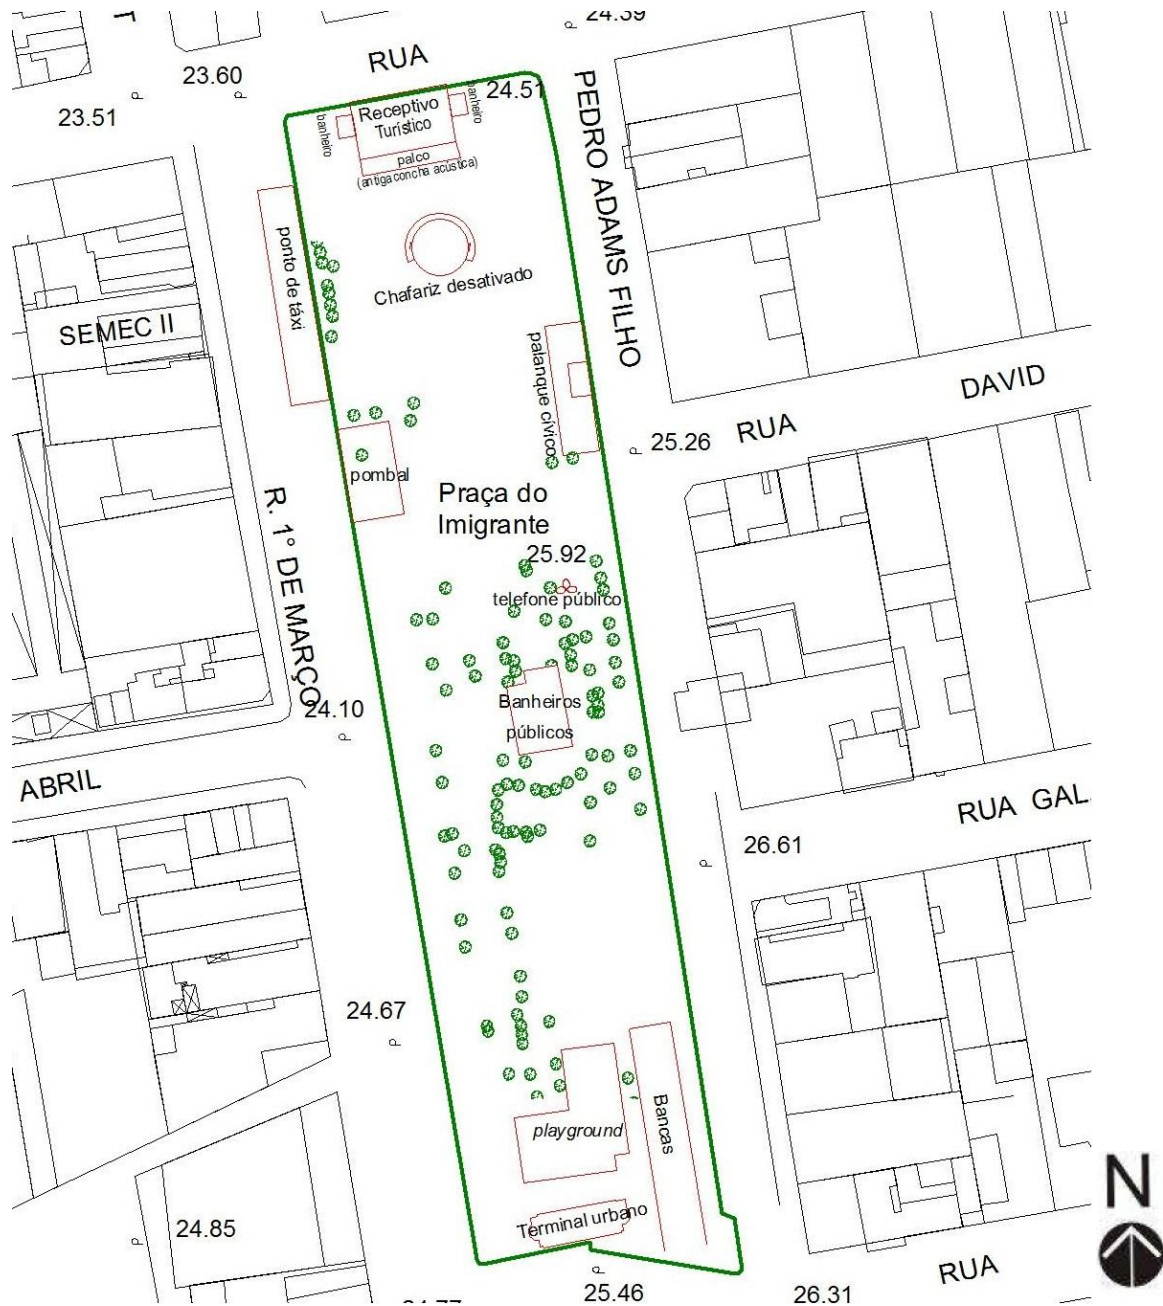 24.39
RUA
23.60
23.51
24.51
banheiro
Receptivo
Turístico
banheiro
palco
(antiga concha acústica)
PEDRO ADAMS FILHO
ponto de táxi
Chafariz desativado
SEMEC II
palanque cívico
DAVID
RUA
25.26
pombal
Praça do
Imigrante
25.92
telefone público
R. 1° DE MARÇO
Banheiros
públicos
24.10
ABRIL
RUA GAL.
26.61
24.67
playground
Bancas
N
24.85
Terminal urbano
RUA
25.46
26.31